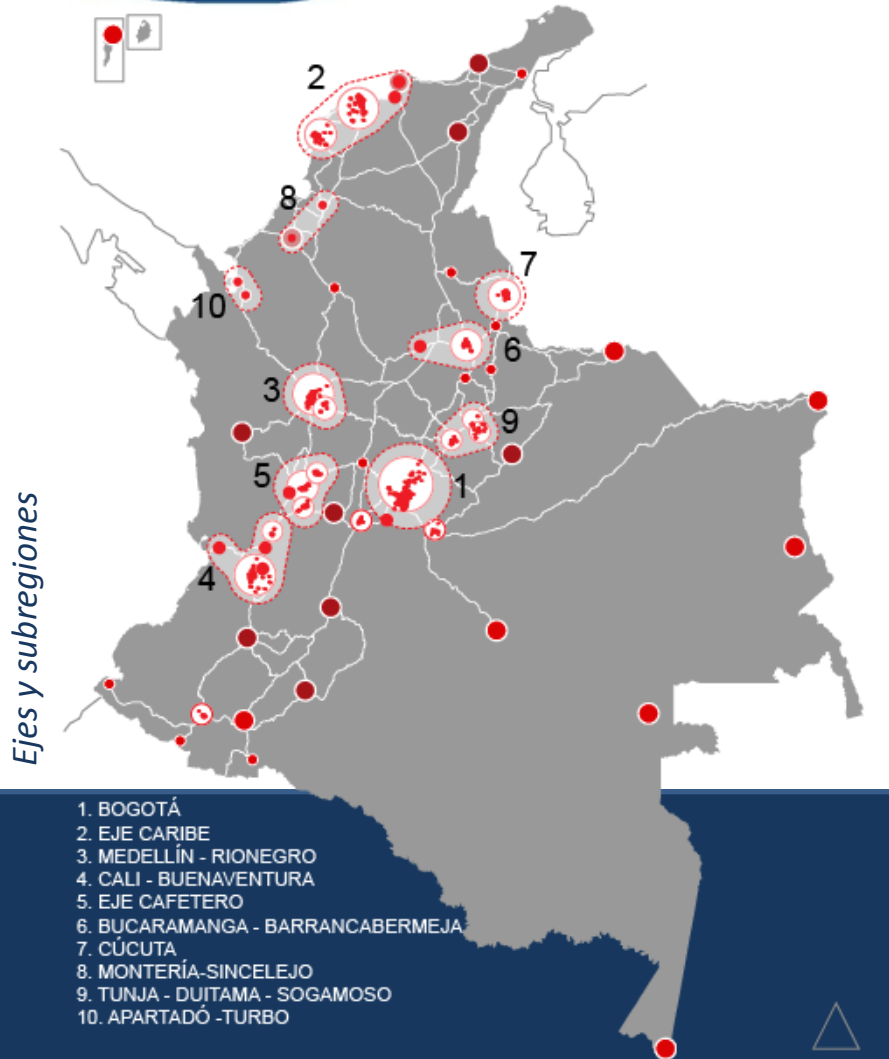 2
8
7
10
6
3
9
5
1
4
Ejes y subregiones
1. BOGOTÁ
2. EJE CARIBE
3. MEDELLÍN - RIONEGRO
4. CALI - BUENAVENTURA
5. EJE CAFETERO
6. BUCARAMANGA - BARRANCABERMEJA
7. CÚCUTA
8. MONTERÍA-SINCELEJO
9. TUNJA - DUITAMA - SOGAMOSO
10. APARTADÓ -TURBO